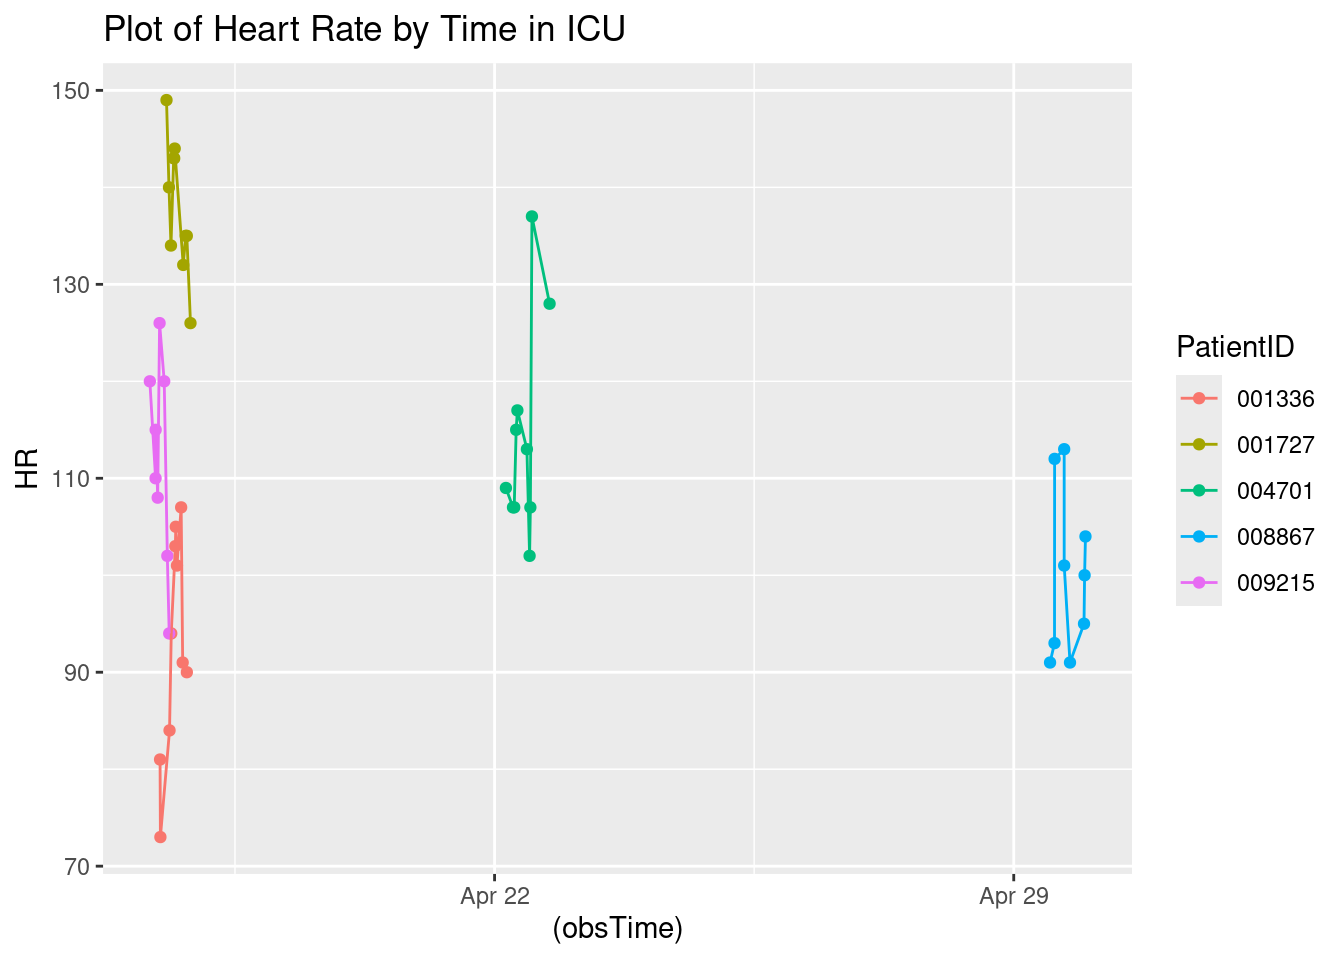 Plot of Heart Rate by Time in ICU
150
130
110
90
70
HR
Apr 22
Apr 29
(obsTime)
PatientID
001336
001727
004701
008867
009215